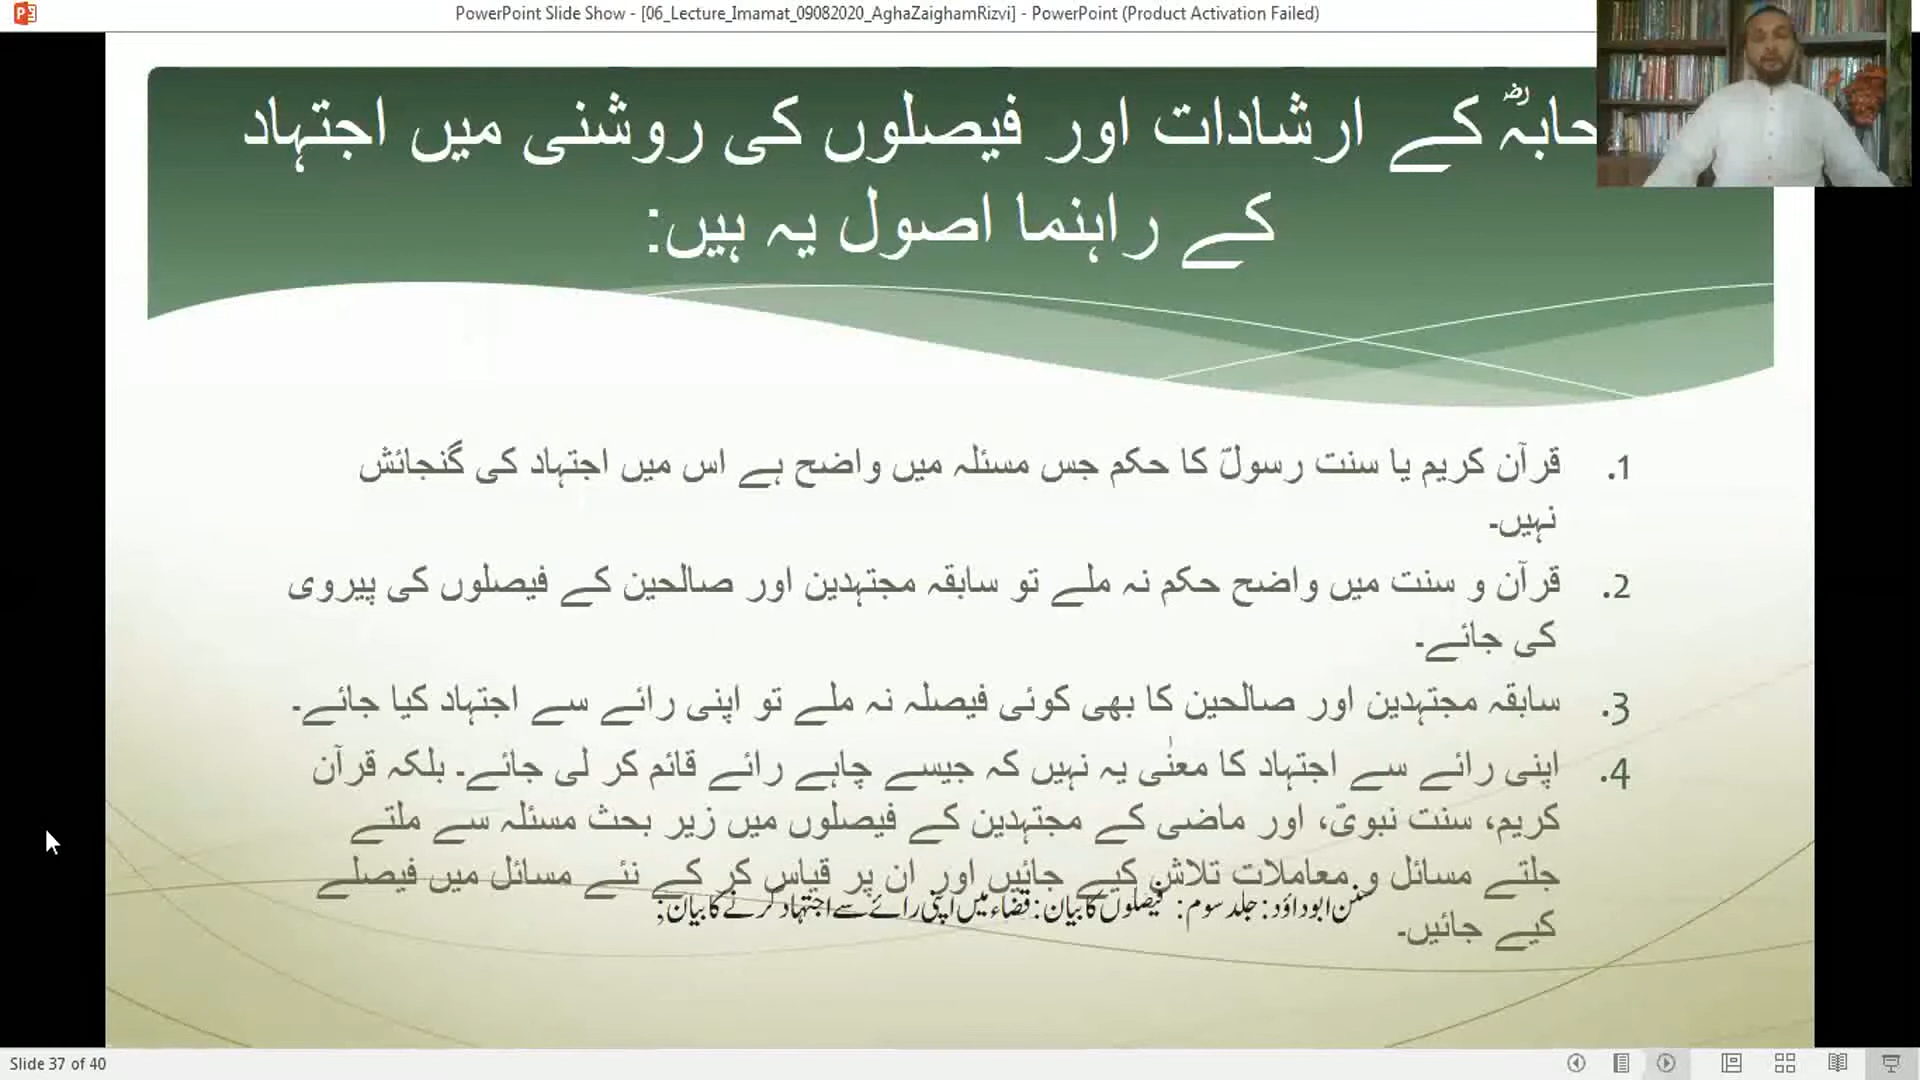 PowerPoint Slide Show - [06_Lecture_Imamat_09082020_AghaZaighamRizvi] - PowerPoint (Product Activation Failed)
حابہؓ کے ارشادات اور فیصلوں کی روشنی میں اجتہاد
کے راہنما اصول یہ ہیں:
1. قرآن کریم یا سنت رسولؐ کا حکم جس مسئلہ میں واضح ہے اس میں اجتہاد کی گنجائش
نہیں۔
2. قرآن و سنت میں واضح حکم نہ ملے تو سابقہ مجتہدین اور صالحین کے فیصلوں کی پیروی
کی جائے۔
3. سابقہ مجتہدین اور صالحین کا بھی کوئی فیصلہ نہ ملے تو اپنی رائے سے اجتہاد کیا جائے۔
4. اپنی رائے سے اجتہاد کا معنٰی یہ نہیں کہ جیسے چاہے رائے قائم کر لی جائے۔ بلکہ قرآن
کریم، سنت نبویؐ، اور ماضی کے مجتہدین کے فیصلوں میں زیر بحث مسئلہ سے ملتے
جلتے مسائل و معاملات تلاش کیے جائیں اور ان پر قیاس کر کے نئے مسائل میں فیصلے
کیے جائیں۔
سنن ابوداؤد: جلد سوم: فیصلوں کا بیان: قضاء میں اپنی رائے سے اجتہاد کرنے کا بیان;
Slide 37 of 40